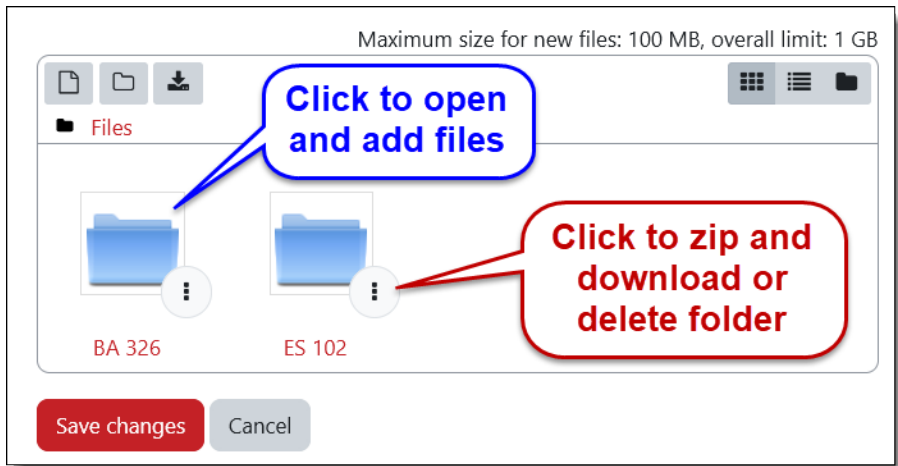 Maximum size for new files: 100 MB, overall limit: 1 GB
Click to open
and add files
Files
Click to zip and
download or
delete folder
BA 326
ES 102
Save changes
Cancel